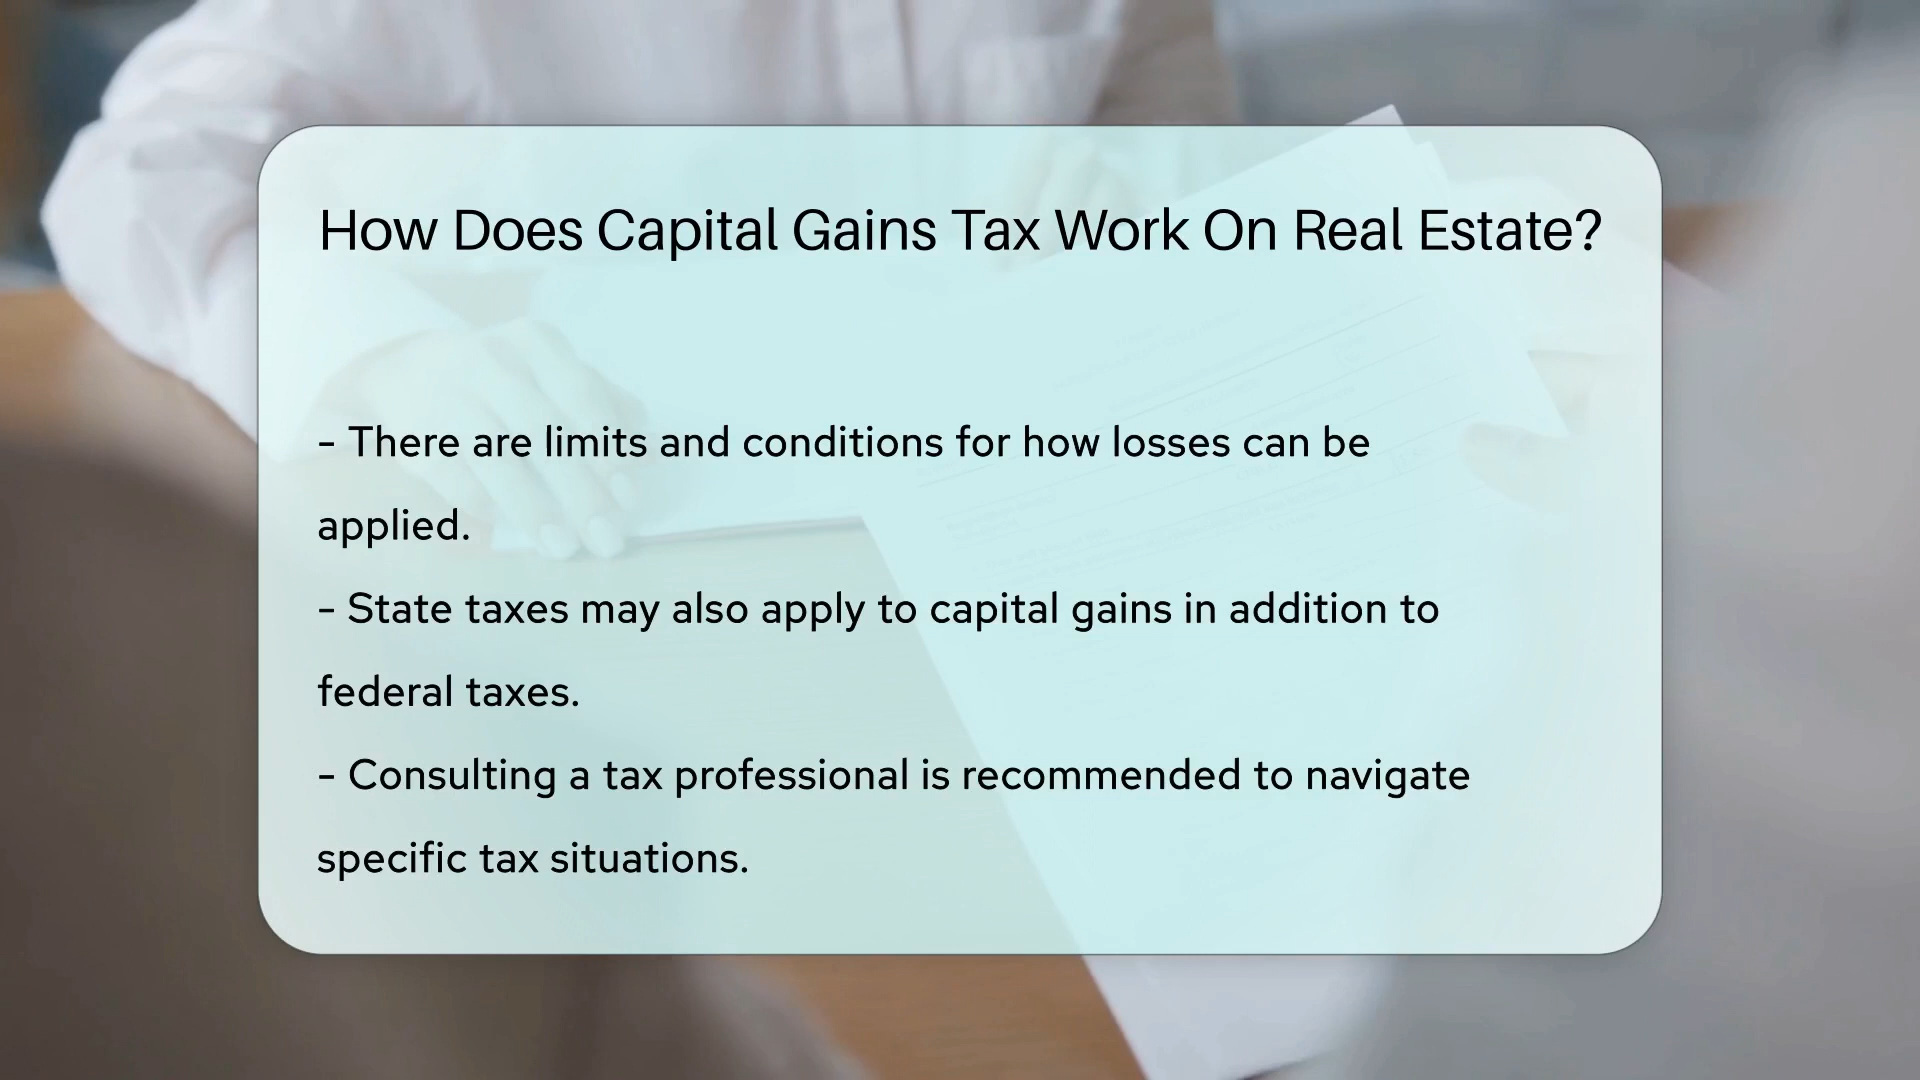 How Does Capital Gains Tax Work On Real Estate?
- There are limits and conditions for how losses can be
applied.
- State taxes may also apply to capital gains in addition to
federal taxes.
- Consulting a tax professional is recommended to navigate
specific tax situations.